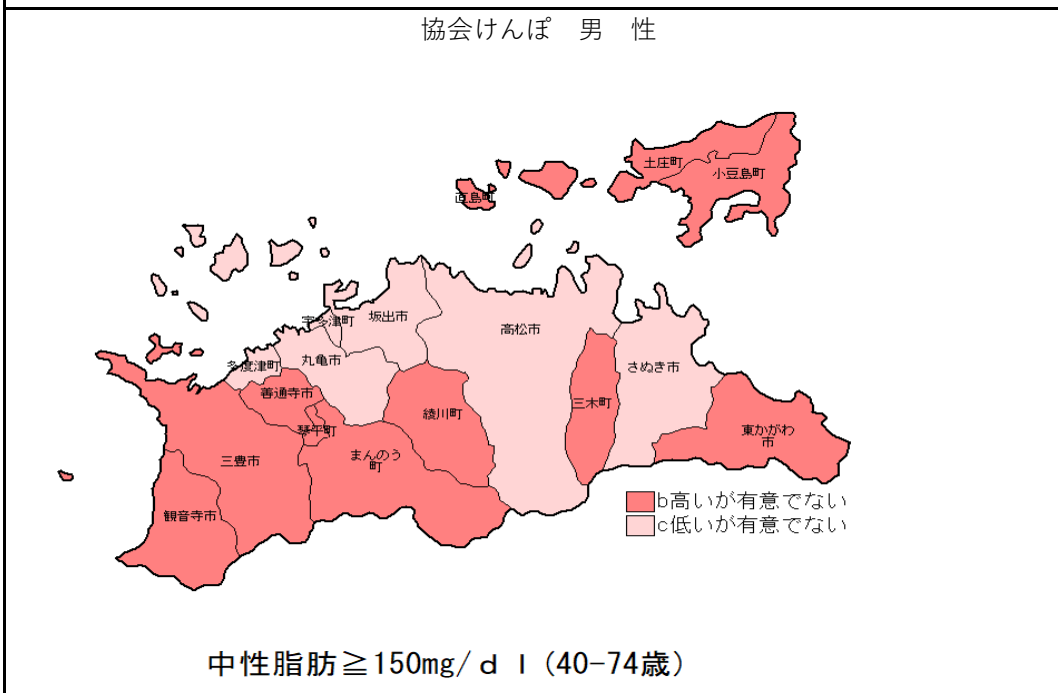 協会けんぽ 男 性
土庄町
小豆島町
直島町
宇多津町
坂出市
高松市
多度津町
丸亀市
さぬき市
善通寺市
三木町
綾川町
琴平町
東かがわ
市
三豊市
まんのう
町
観音寺市
b高いが有意でない
c低いが有意でない
中性脂肪≧150mg/ｄｌ(40-74歳)